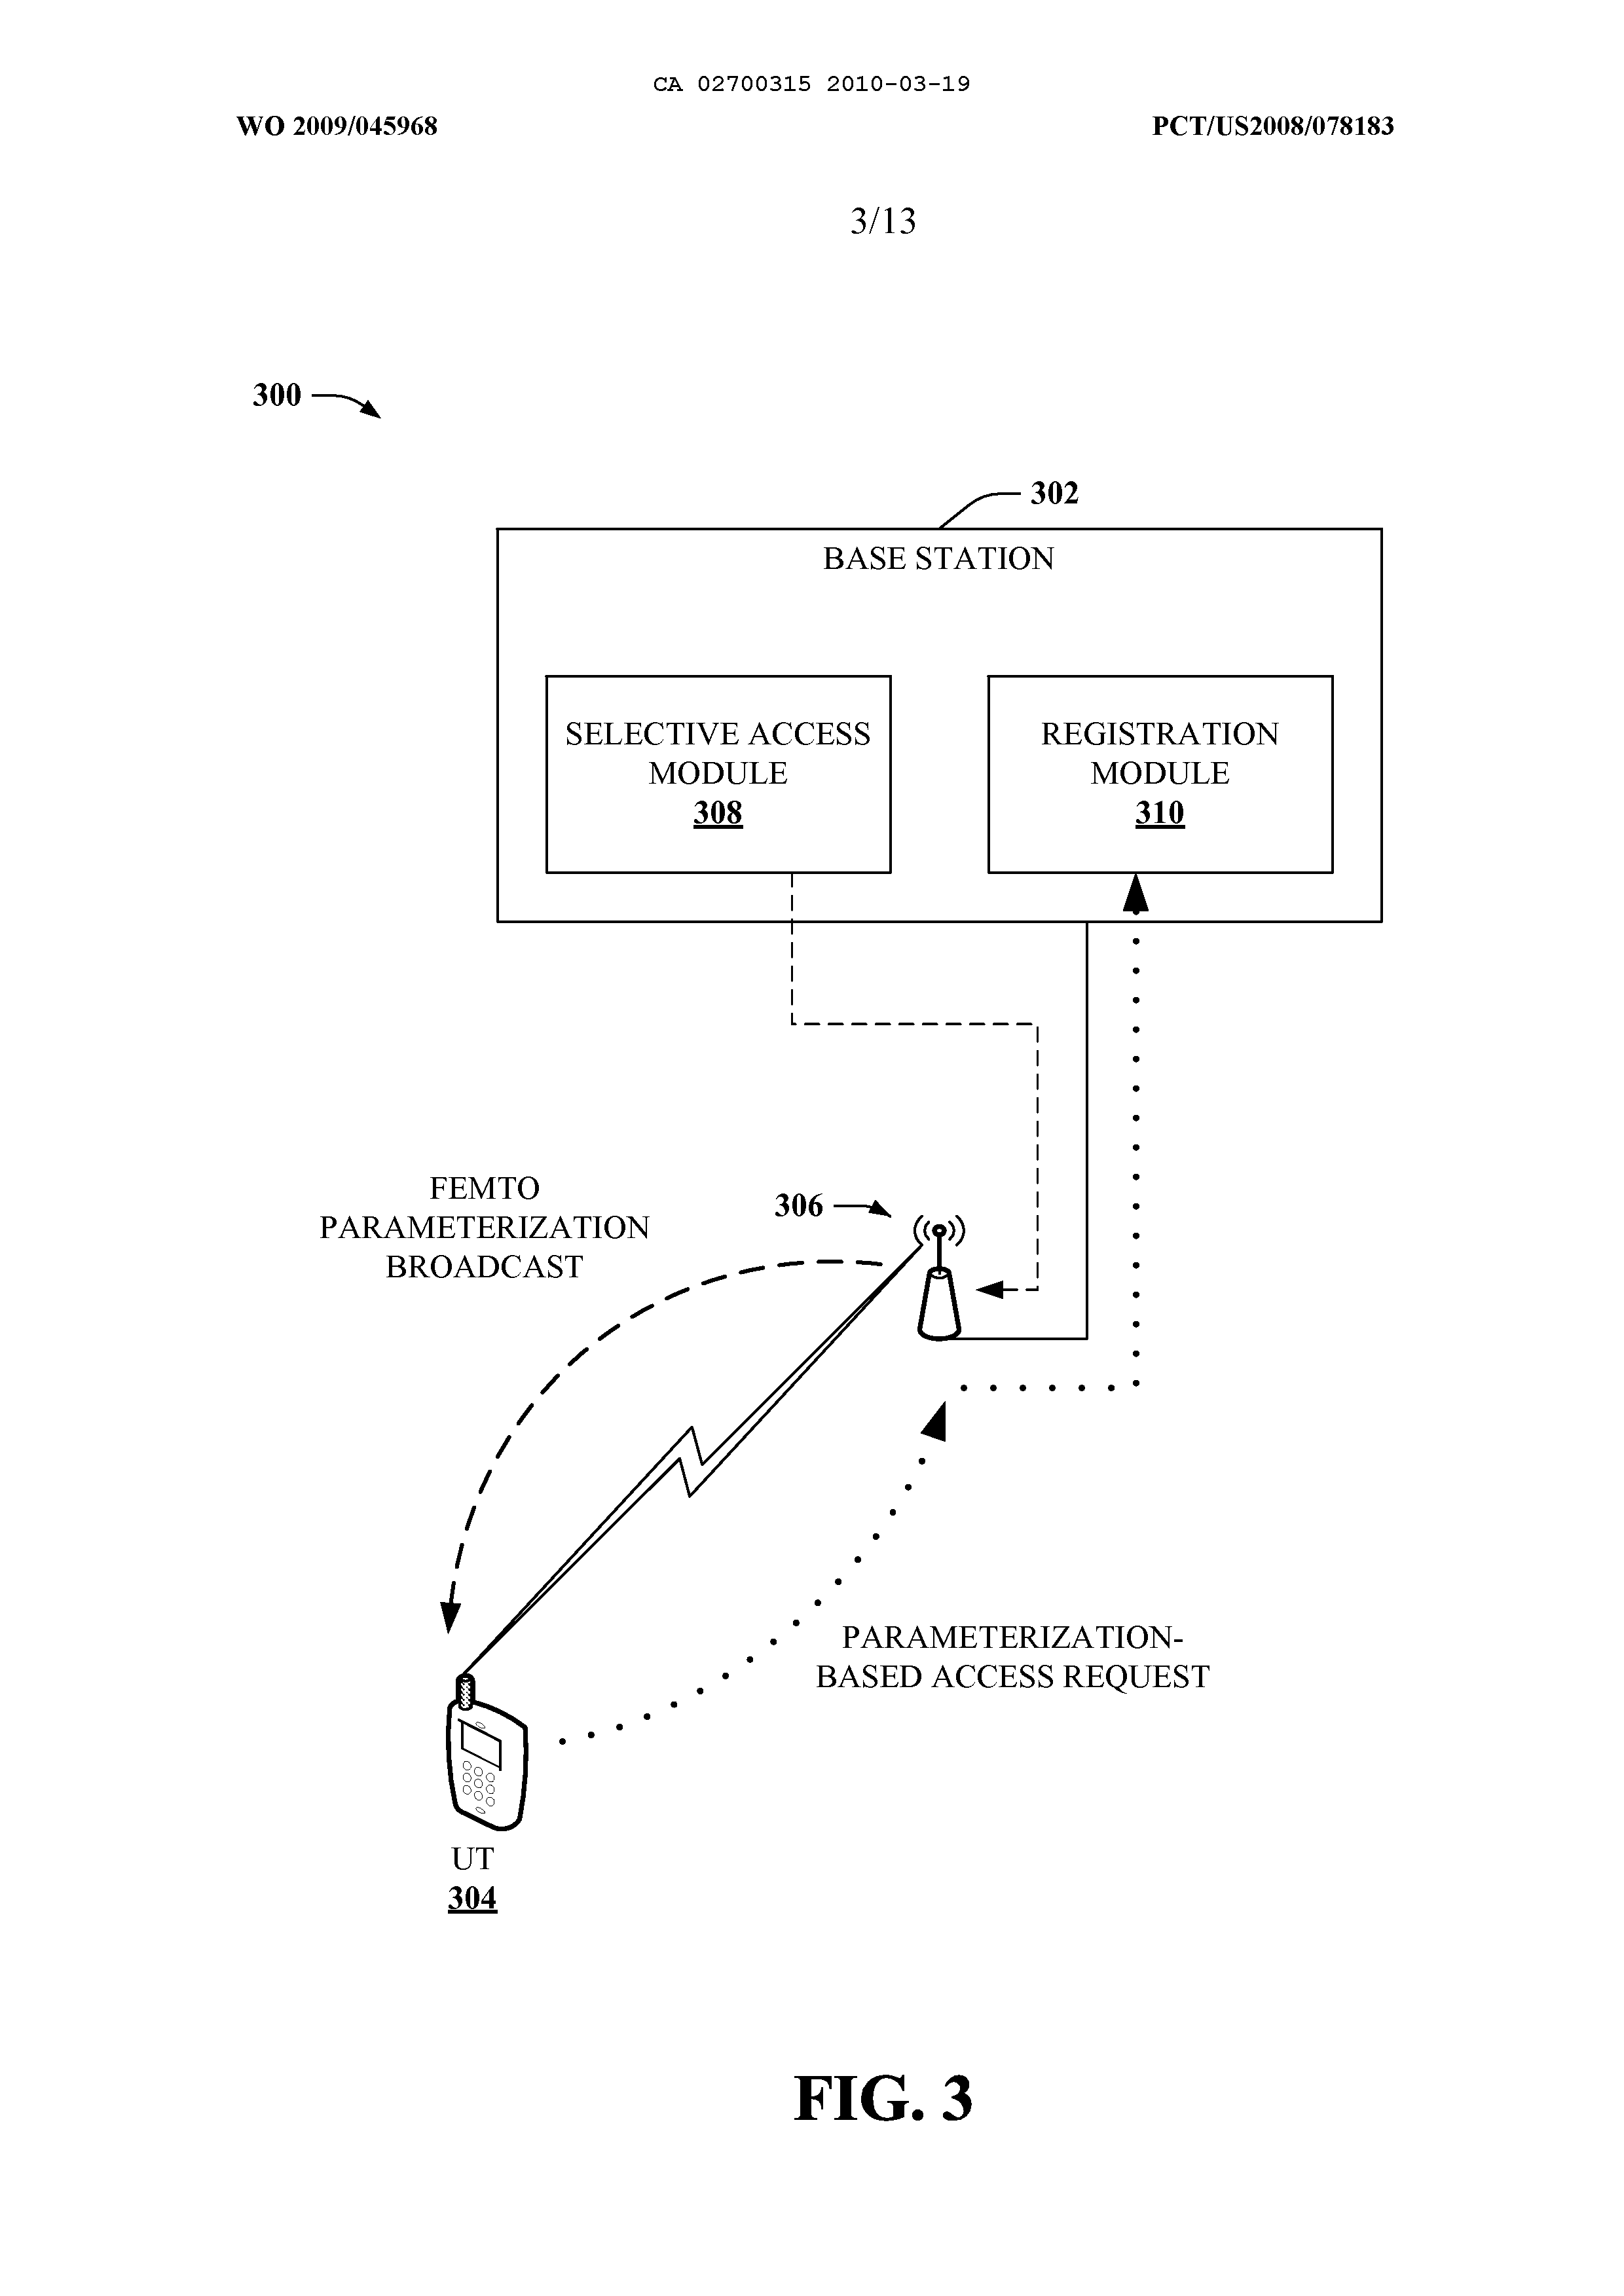 CA 02700315 2010-03-19
WO 2009/045968
PCT/US2008/078183
3/13
300
302
BASE STATION
SELECTIVE ACCESS
MODULE
308
REGISTRATION
MODULE
310
FEMTO
PARAMETERIZATION
BROADCAST
306
PARAMETERIZATION-
BASED ACCESS REQUEST
UT
304
FIG. 3